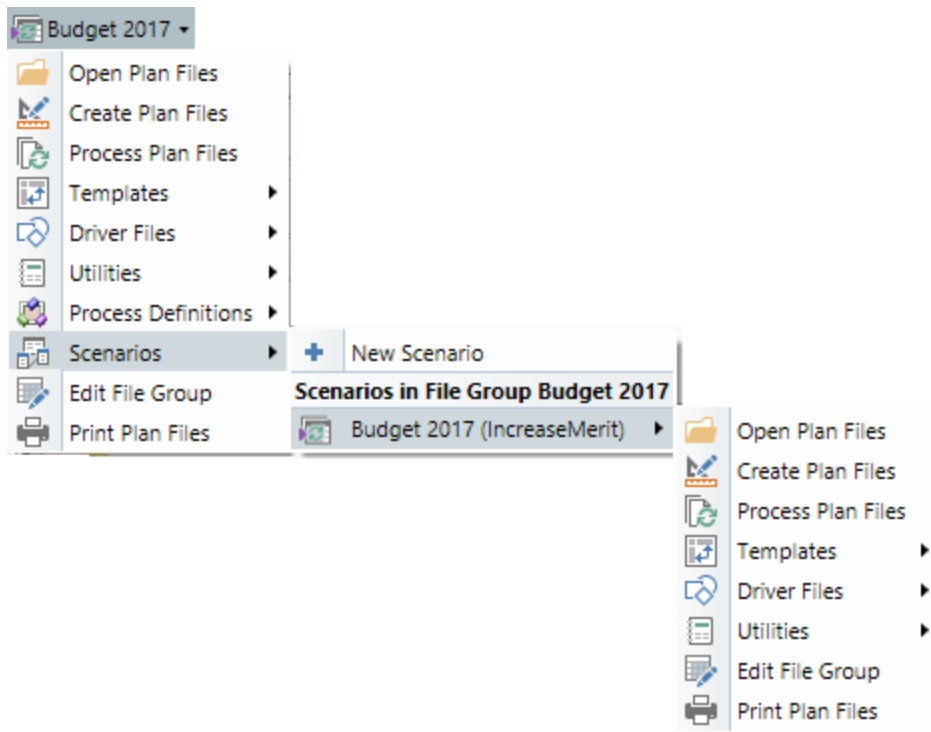 Budget 2017
Open Plan Files
Create Plan Files
Process Plan Files
Templates
Driver Files
Utilities
Process Definitions
Scenarios
Edit File Group
Print Plan Files
New Scenario
Scenarios in File Group Budget 2017
Budget 2017 (IncreaseMerit)
Open Plan Files
Create Plan Files
Process Plan Files
Templates
Driver Files
Utilities
Edit File Group
Print Plan Files